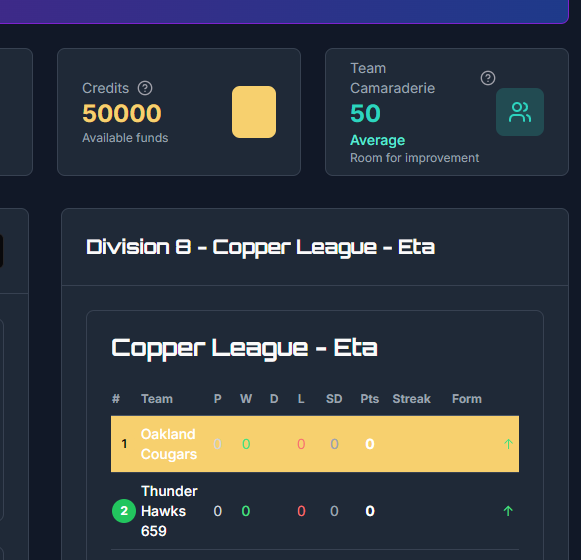 Credits
50000
Available funds
Team
Camaraderie
50
Average
Room for improvement
Division 8 - Copper League - Eta
Copper League - Eta
# Team P W D L SD Pts Streak Form
1 Oakland Cougars 0 0 0 0 0 ↑
2 Thunder Hawks 659 0 0 0 0 0 ↑